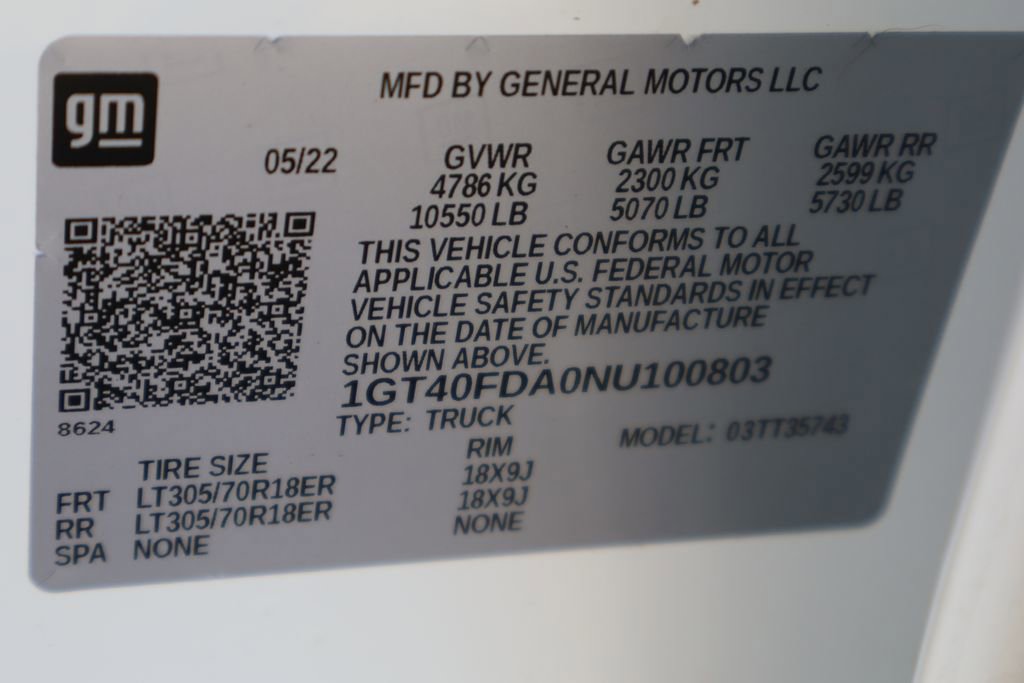 gm
MFD BY GENERAL MOTORS LLC
05/22 GVWR GAWR FRT GAWR RR
4786 KG 2300 KG 2599 KG
10550 LB 5070 LB 5730 LB
THIS VEHICLE CONFORMS TO ALL
APPLICABLE U.S. FEDERAL MOTOR
VEHICLE SAFETY STANDARDS IN EFFECT
ON THE DATE OF MANUFACTURE
SHOWN ABOVE.
1GT40FDA0NU100803
8624
TYPE: TRUCK MODEL: 03TT35743
TIRE SIZE RIM
FRT LT305/70R18ER 18X9J
RR LT305/70R18ER 18X9J
SPA NONE NONE